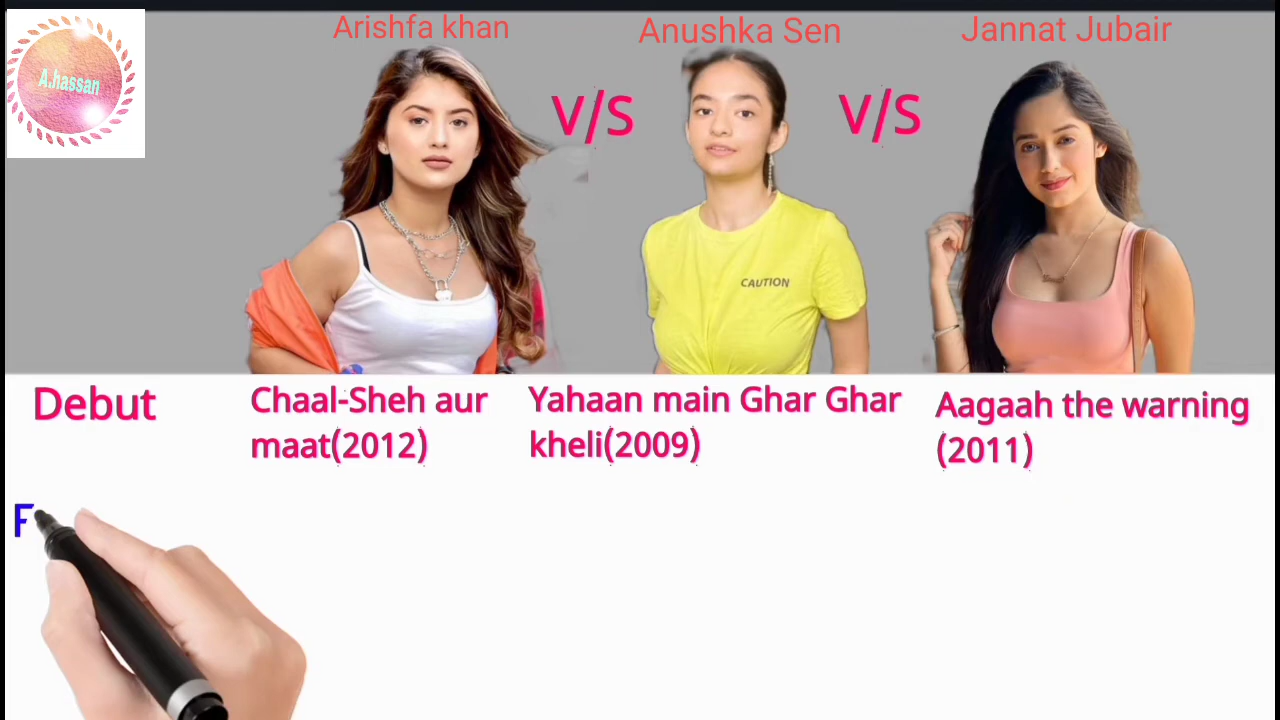 A.hassan
Arishfa khan
Anushka Sen
Jannat Jubair
V/S
V/S
CAUTION
Debut
Chaal-Sheh aur
maat(2012)
Yahaan main Ghar Ghar
kheli(2009)
Aagaah the warning
(2011)
F